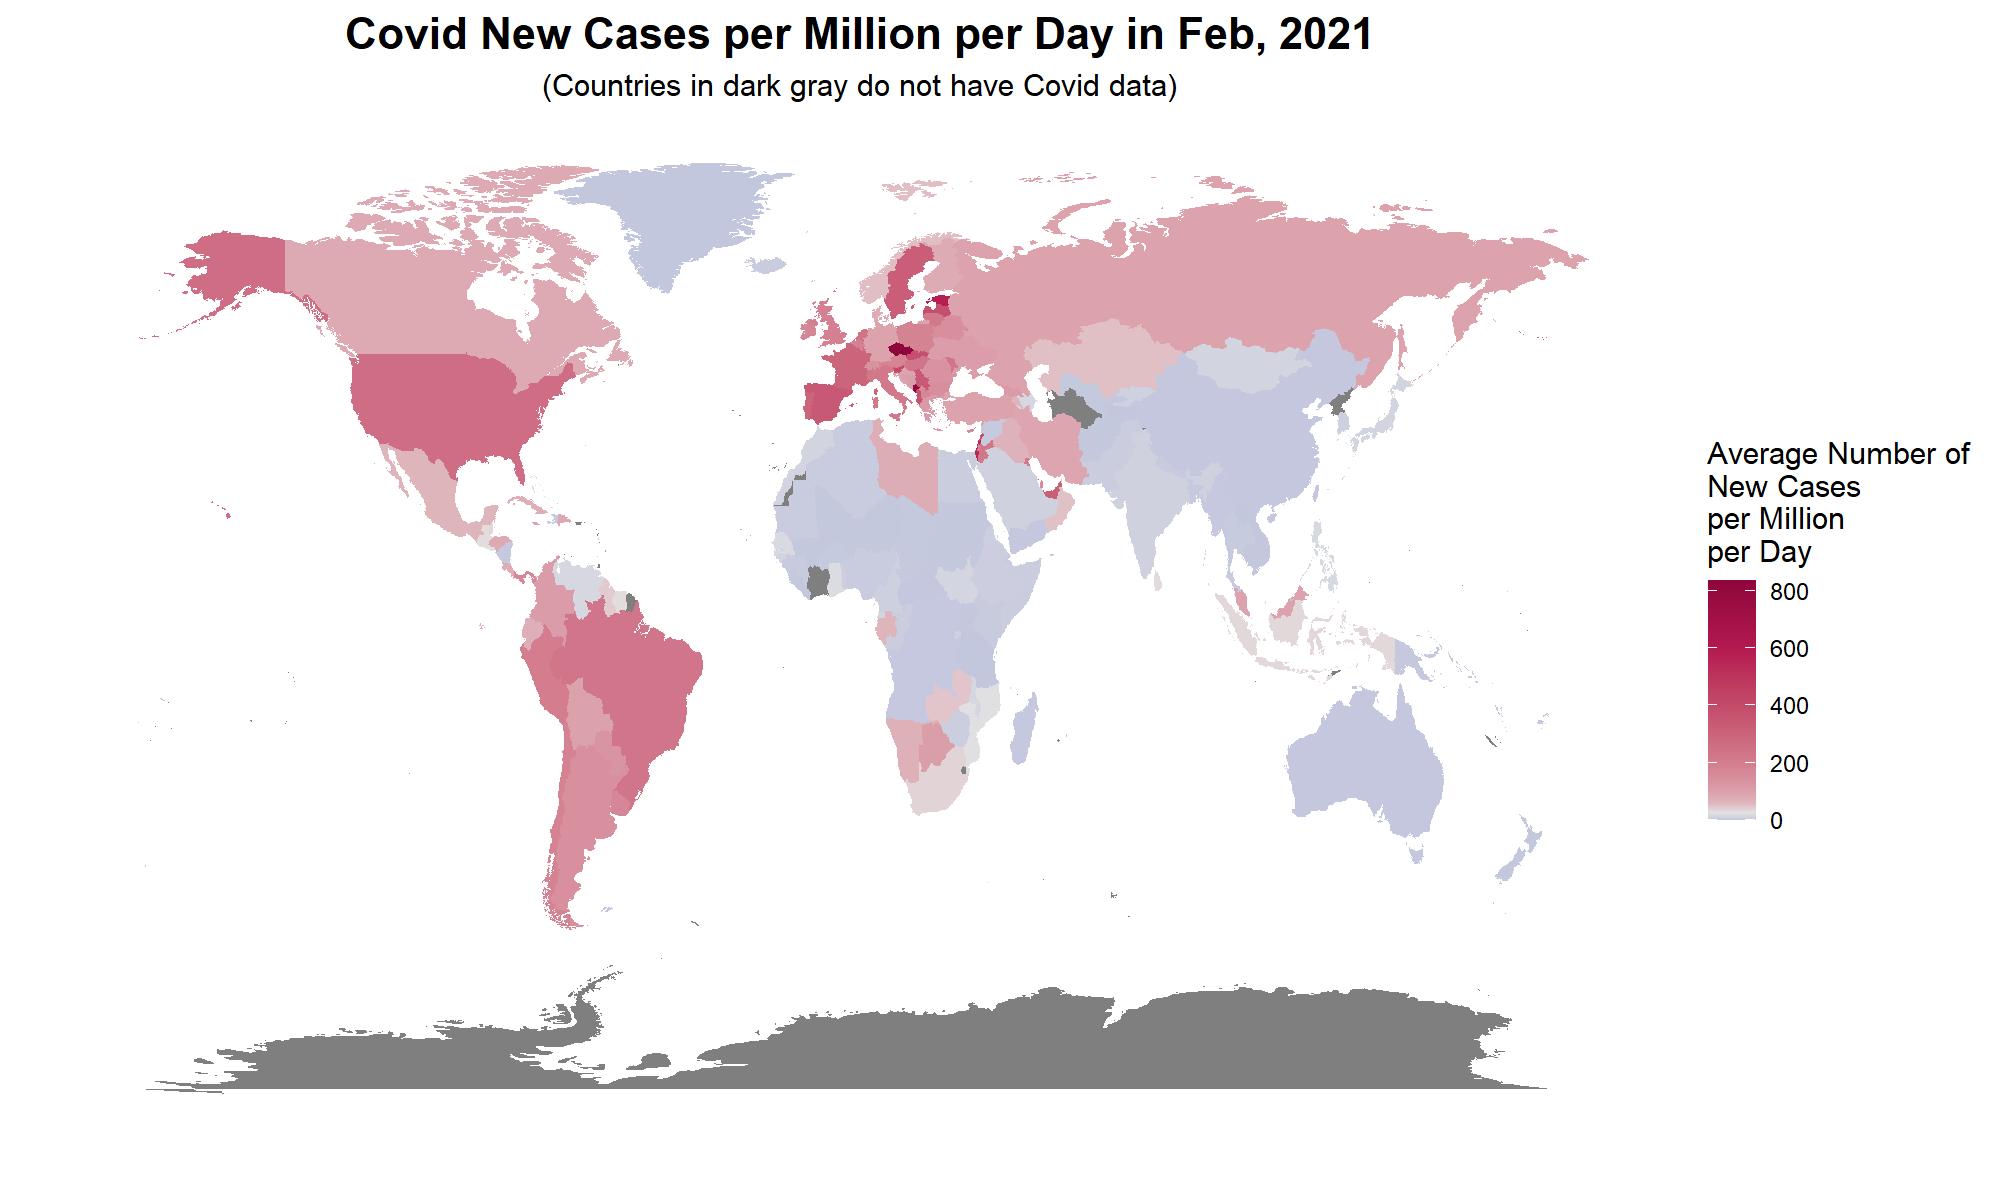 Covid New Cases per Million per Day in Feb, 2021
(Countries in dark gray do not have Covid data)
Average Number of
New Cases
per Million
per Day
800
600
400
200
0